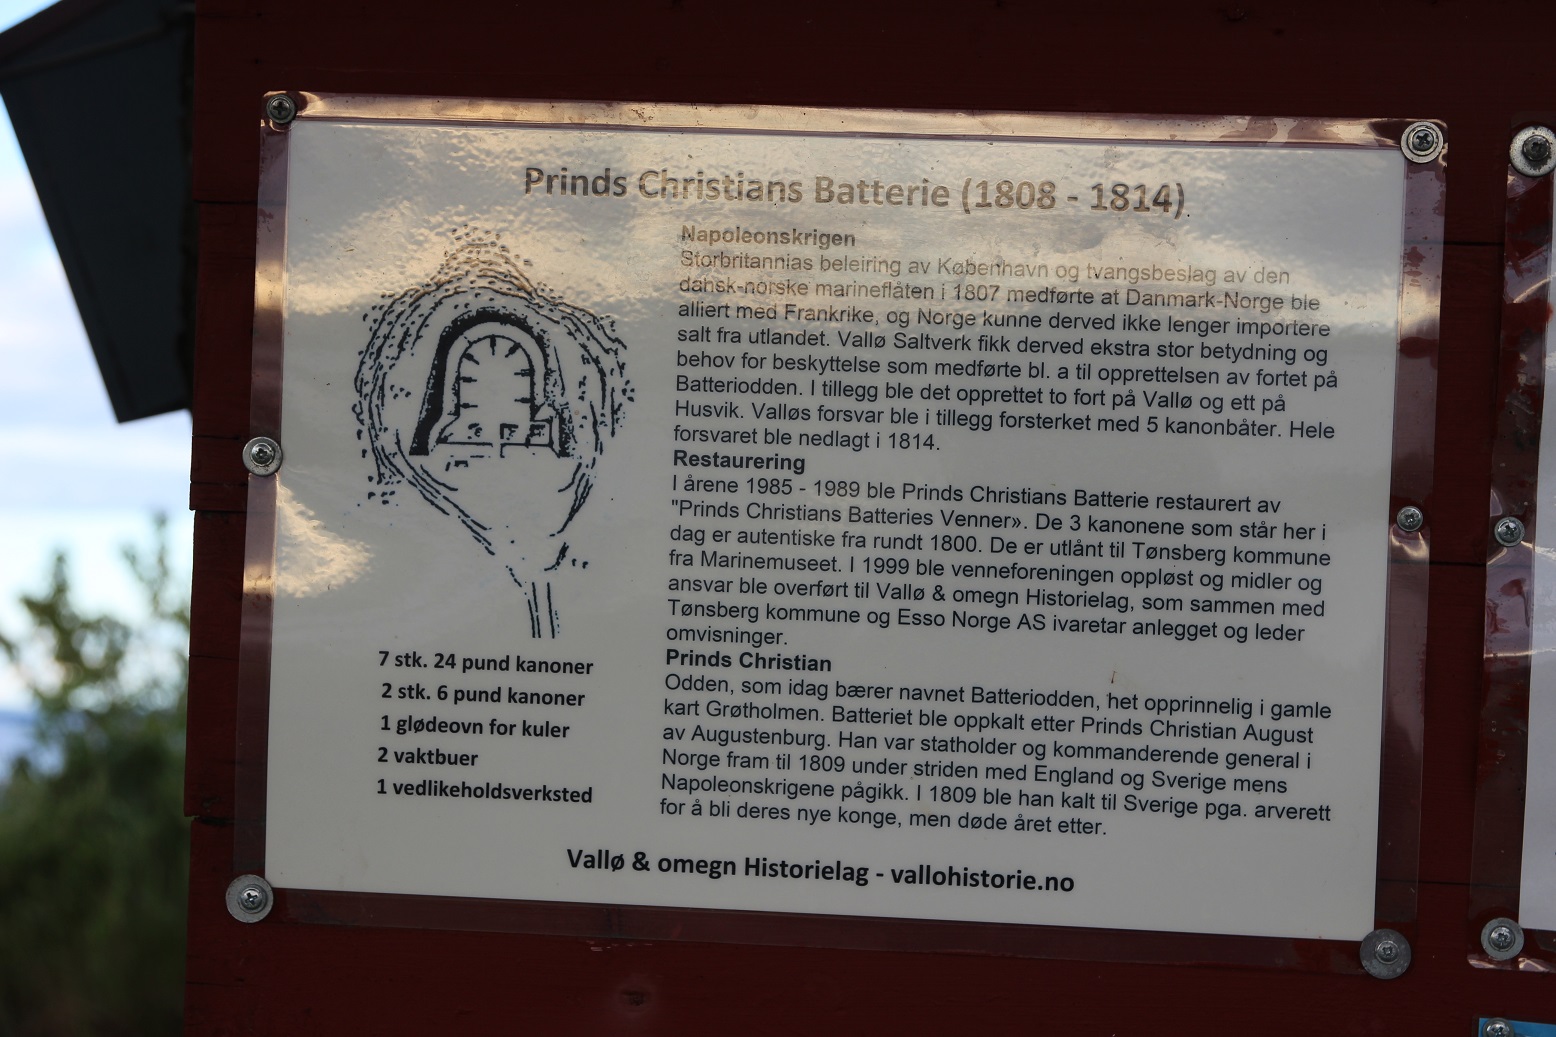 Prinds Christians Batterie (1808 - 1814)
Napoleonskrigen
Storbritannias beleiring av København og tvangsbeslag av den
dansk-norske marineflåten i 1807 medførte at Danmark-Norge ble
alliert med Frankrike, og Norge kunne derved ikke lenger importere
salt fra utlandet. Vallø Saltverk fikk derved ekstra stor betydning og
behov for beskyttelse som medførte bl. a til opprettelsen av fortet på
Batteriodden. I tillegg ble det opprettet to fort på Vallø og ett på
Husvik. Valløs forsvar ble i tillegg forsterket med 5 kanonbåter. Hele
forsvaret ble nedlagt i 1814.
Restaurering
I årene 1985 - 1989 ble Prinds Christians Batterie restaurert av
"Prinds Christians Batteries Venner». De 3 kanonene som står her i
dag er autentiske fra rundt 1800. De er utlånt til Tønsberg kommune
fra Marinemuseet. I 1999 ble venneforeningen oppløst og midler og
ansvar ble overført til Vallø & omegn Historielag, som sammen med
Tønsberg kommune og Esso Norge AS ivaretar anlegget og leder
omvisninger.
Prinds Christian
Odden, som idag bærer navnet Batteriodden, het opprinnelig i gamle
kart Grøtholmen. Batteriet ble oppkalt etter Prinds Christian August
av Augustenburg. Han var statholder og kommanderende general i
Norge fram til 1809 under striden med England og Sverige mens
Napoleonskrigene pågikk. I 1809 ble han kalt til Sverige pga. arverett
for å bli deres nye konge, men døde året etter.
7 stk. 24 pund kanoner
2 stk. 6 pund kanoner
1 glødeovn for kuler
2 vaktbuer
1 vedlikeholdsverksted
Vallø & omegn Historielag - vallohistorie.no